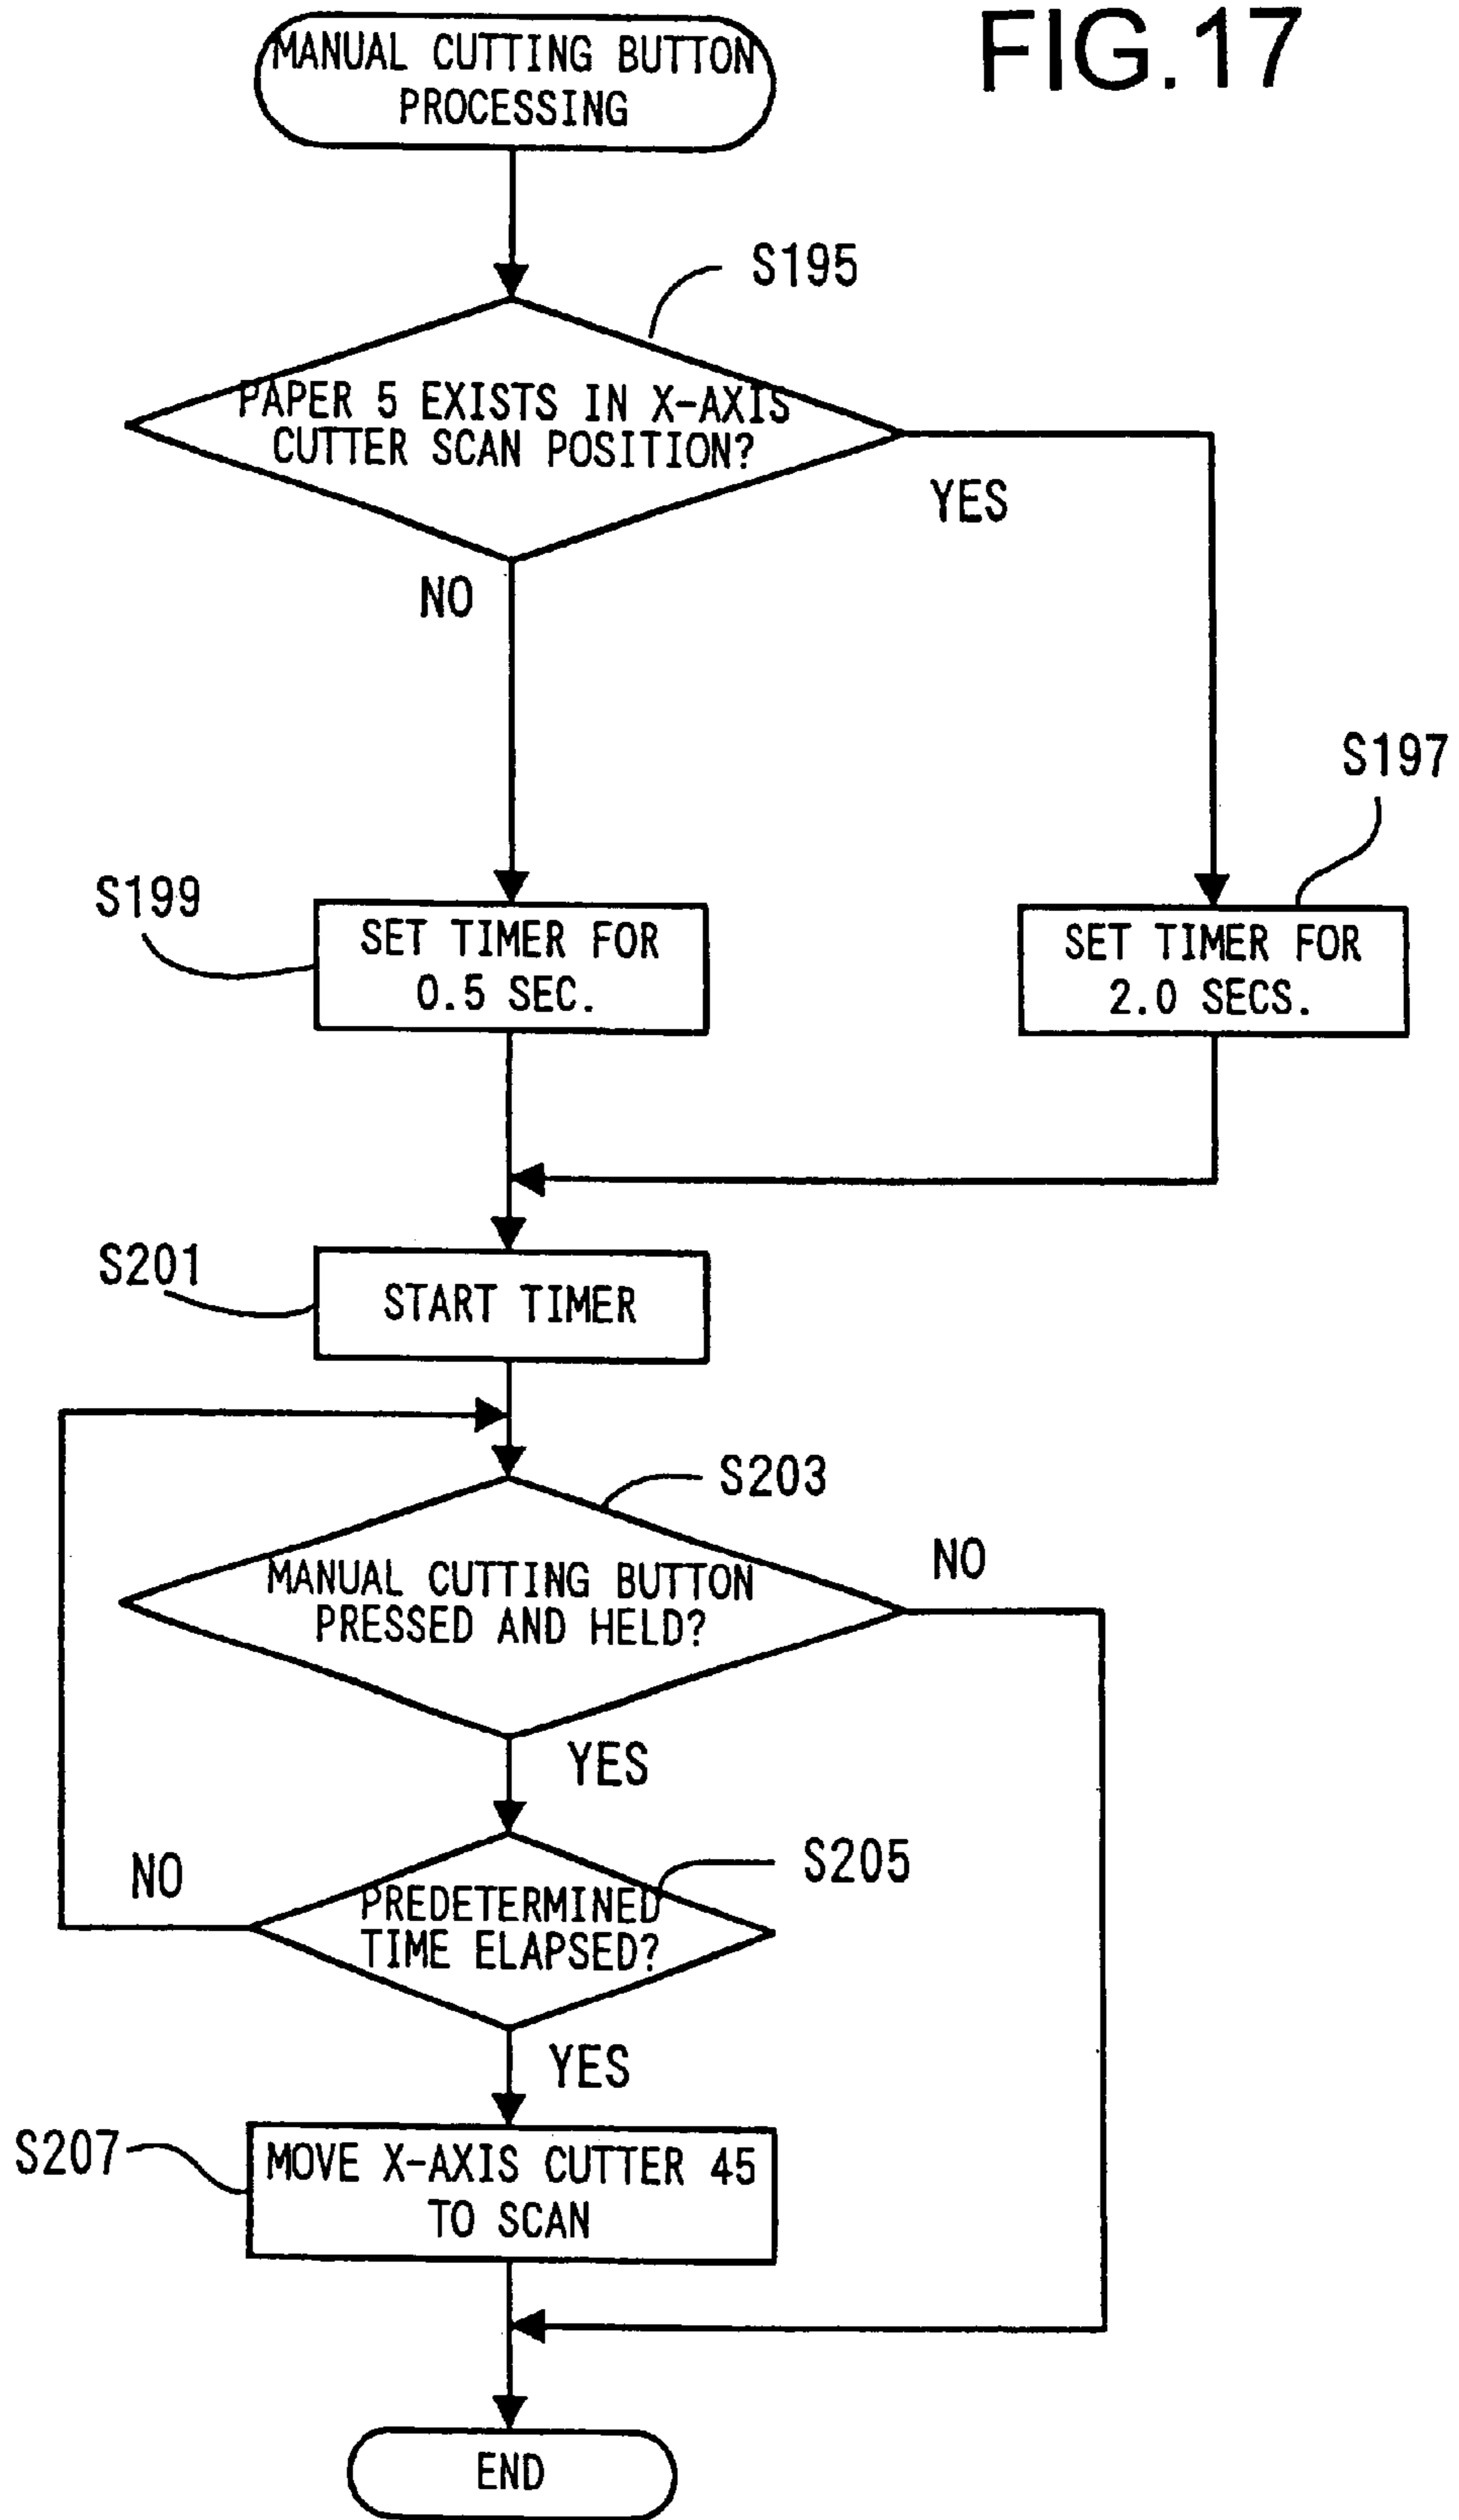 FIG.17
MANUAL CUTTING BUTTON
PROCESSING
S195
PAPER 5 EXISTS IN X-AXIS
CUTTER SCAN POSITION?
YES
NO
S197
S199
SET TIMER FOR
0.5 SEC.
SET TIMER FOR
2.0 SECS.
S201
START TIMER
S203
NO
MANUAL CUTTING BUTTON
PRESSED AND HELD?
YES
S205
NO
PREDETERMINED
TIME ELAPSED?
YES
S207
MOVE X-AXIS CUTTER 45
TO SCAN
END